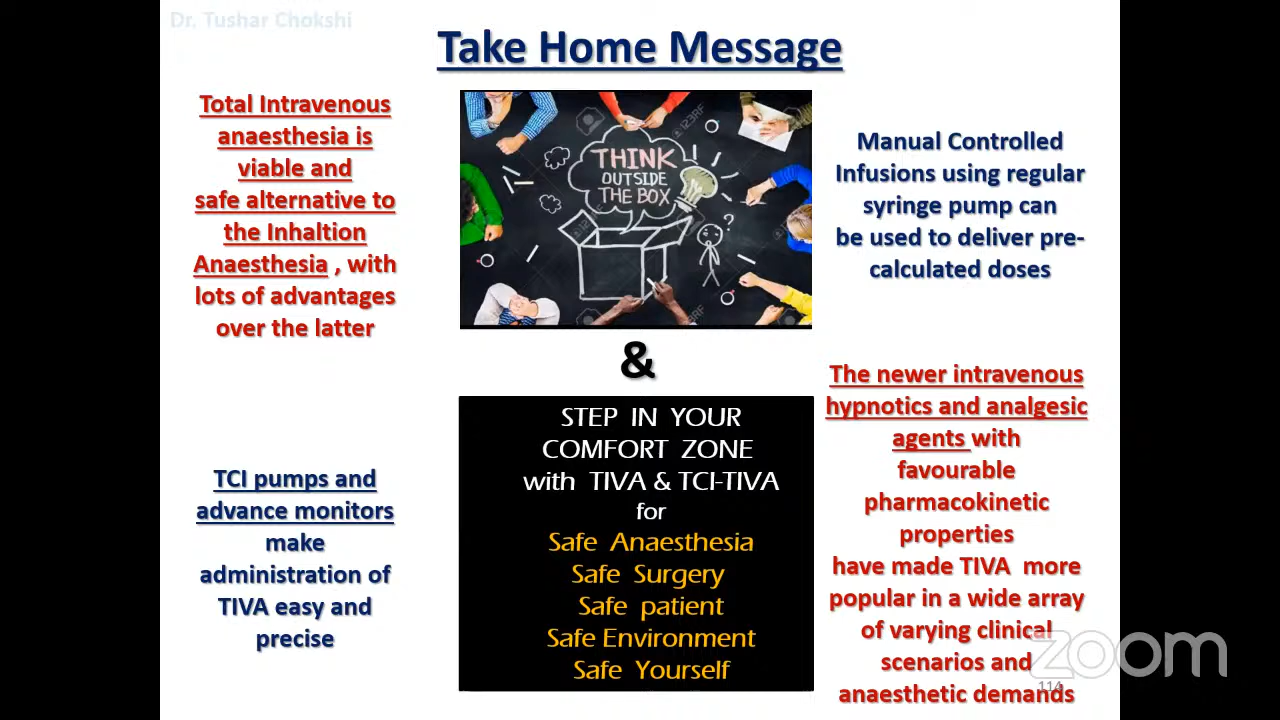 Dr. Tushar Chokshi
Take Home Message
Total Intravenous
anaesthesia is
viable and
safe alternative to
the Inhaltion
Anaesthesia , with
lots of advantages
over the latter
THINK
OUTSIDE
THE BOX
?
123RF
123RF
Manual Controlled
Infusions using regular
syringe pump can
be used to deliver pre-
calculated doses
&
TCI pumps and
advance monitors
make
administration of
TIVA easy and
precise
STEP IN YOUR
COMFORT ZONE
with TIVA & TCI-TIVA
for
Safe Anaesthesia
Safe Surgery
Safe patient
Safe Environment
Safe Yourself
The newer intravenous
hypnotics and analgesic
agents with
favourable
pharmacokinetic
properties
have made TIVA more
popular in a wide array
of varying clinical
scenarios and
anaesthetic demands
zoom
114